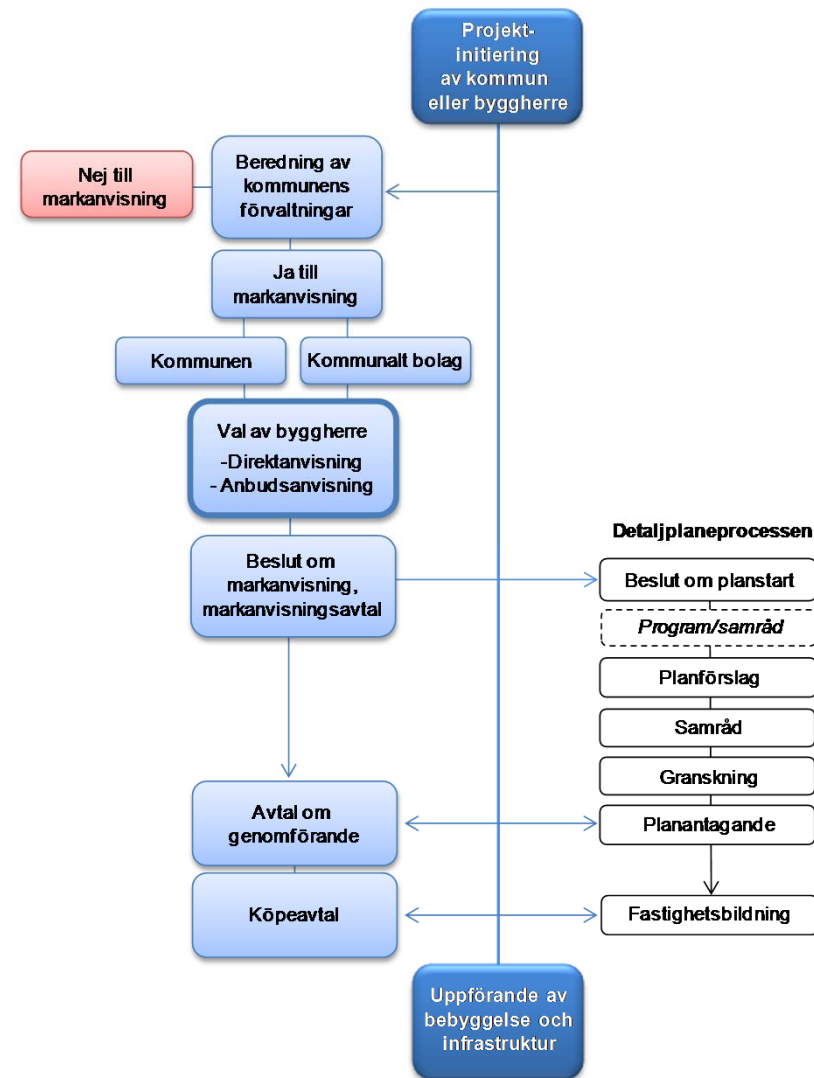 Projekt-
initiering
av kommun
eller byggherre
Beredning av
kommunens
förvaltningar
Nej till
markanvisning
Ja till
markanvisning
Kommunen
Kommunalt bolag
Val av byggherre
-Direktanvisning
- Anbudsanvisning
Beslut om
markanvisning,
markanvisningsavtal
Avtal om
genomförande
Köpeavtal
Detaljplaneprocessen
Beslut om planstart
Program/samråd
Planförslag
Samråd
Granskning
Planantagande
Fastighetsbildning
Uppförande av
bebyggelse och
infrastruktur